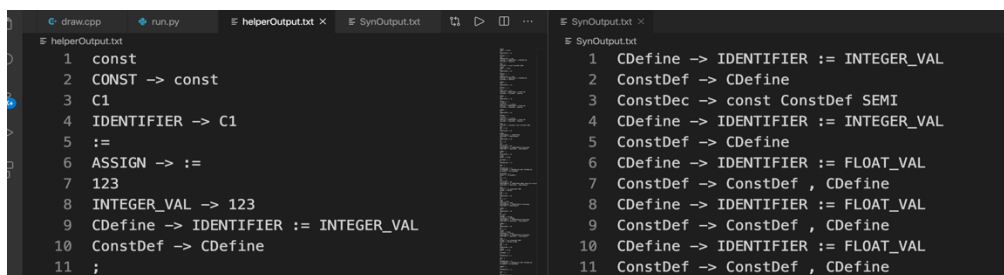 draw.cpp run.py helperOutput.txt × SynOutput.txt ... SynOutput.txt ×
helperOutput.txt
1 const
2 CONST -> const
3 C1
4 IDENTIFIER -> C1
5 :=
6 ASSIGN -> :=
7 123
8 INTEGER_VAL -> 123
9 CDefine -> IDENTIFIER := INTEGER_VAL
10 ConstDef -> CDefine
11 ;
SynOutput.txt
1 CDefine -> IDENTIFIER := INTEGER_VAL
2 ConstDef -> CDefine
3 ConstDec -> const ConstDef SEMI
4 CDefine -> IDENTIFIER := INTEGER_VAL
5 ConstDef -> CDefine
6 CDefine -> IDENTIFIER := FLOAT_VAL
7 ConstDef -> ConstDef , CDefine
8 CDefine -> IDENTIFIER := FLOAT_VAL
9 ConstDef -> ConstDef , CDefine
10 CDefine -> IDENTIFIER := FLOAT_VAL
11 ConstDef -> ConstDef , CDefine